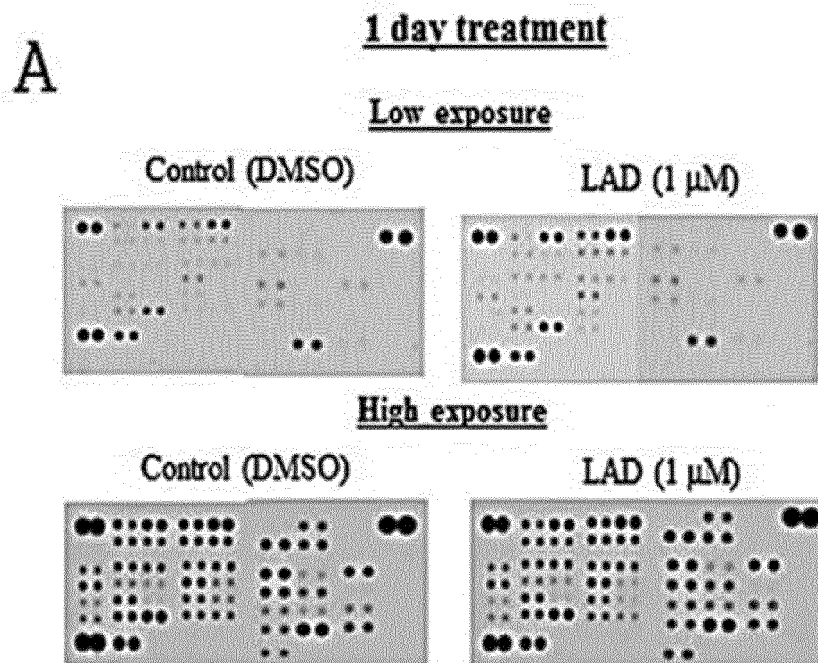 1 day treatment
A
Low exposure
Control (DMSO)
LAD (1 µM)
High exposure
Control (DMSO)
LAD (1 µM)